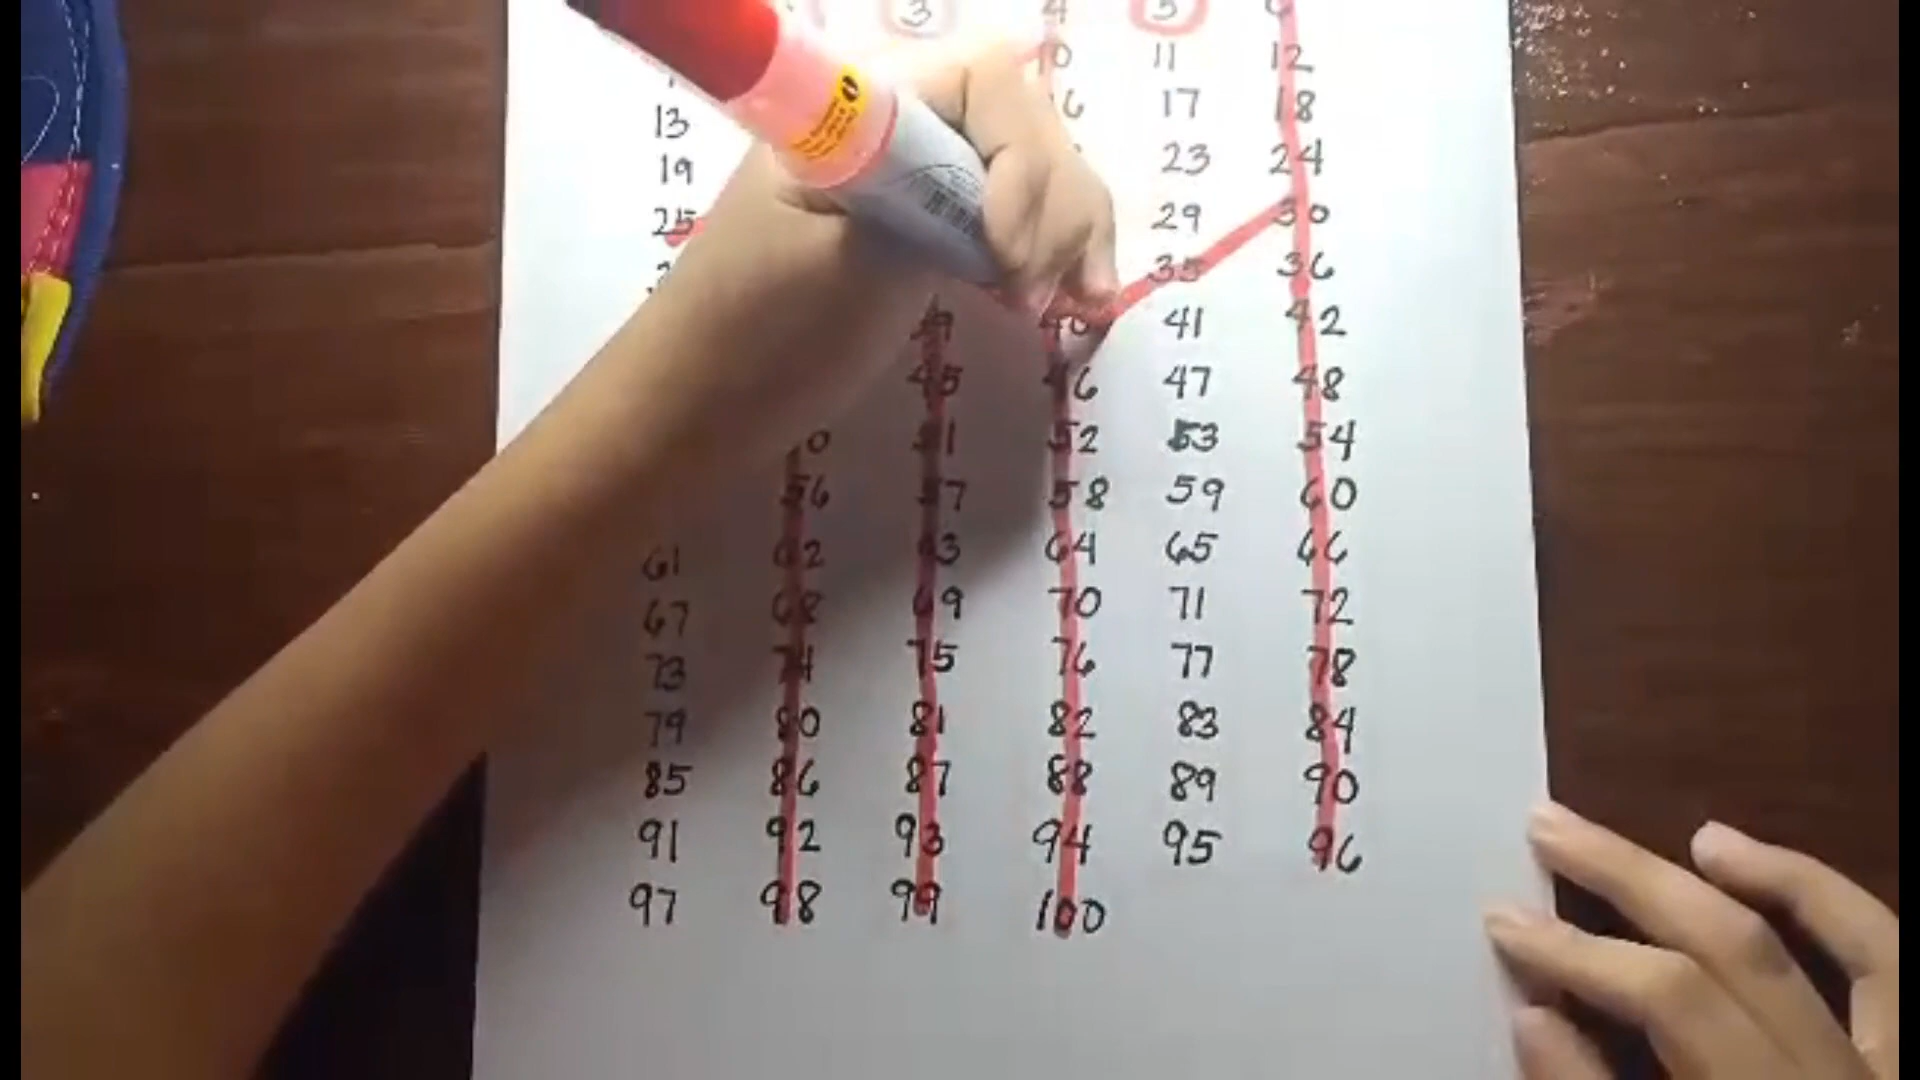 3 4 5 6
10 11 12
13 17 18
19 23 24
25 29 30
35 36
39 40 41 42
45 46 47 48
51 52 53 54
56 57 58 59 60
61 62 63 64 65 66
67 68 69 70 71 72
73 74 75 76 77 78
79 80 81 82 83 84
85 86 87 88 89 90
91 92 93 94 95 96
97 98 99 100